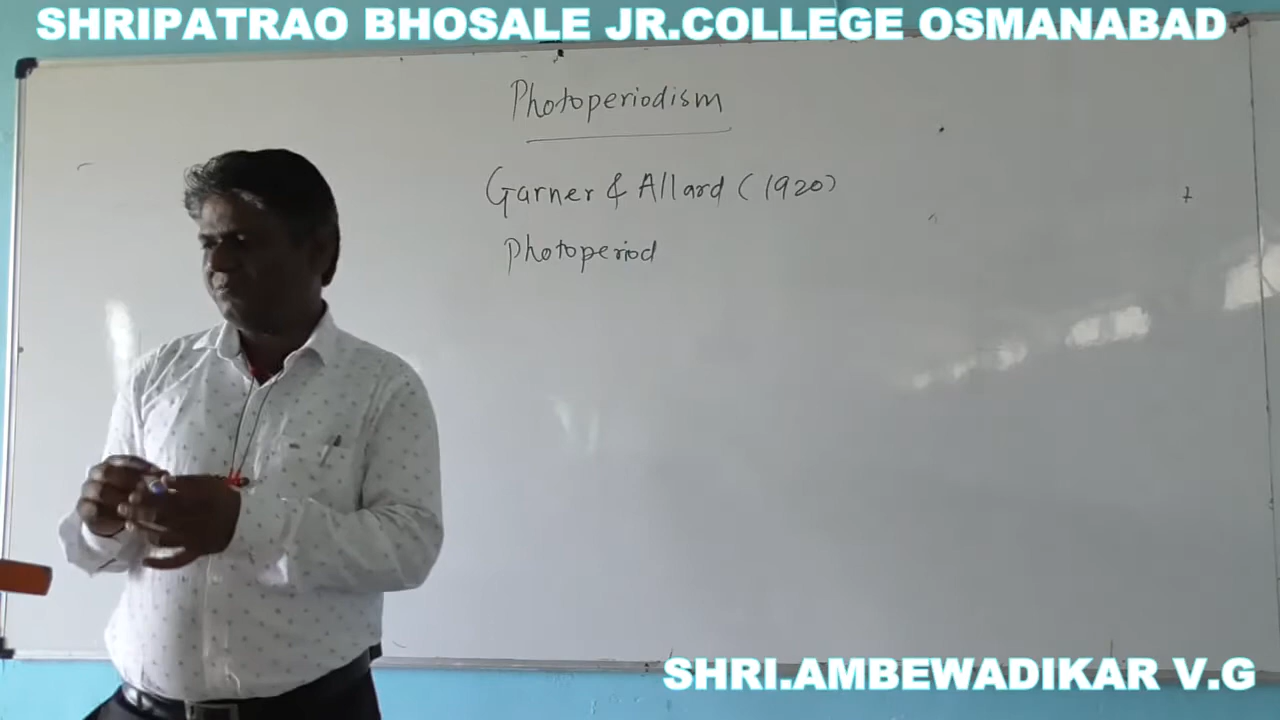 SHRIPATRAO BHOSALE JR.COLLEGE OSMANABAD
Photoperiodism
Garner & Allard (1920)
Photoperiod
SHRI.AMBEWADIKAR V.G